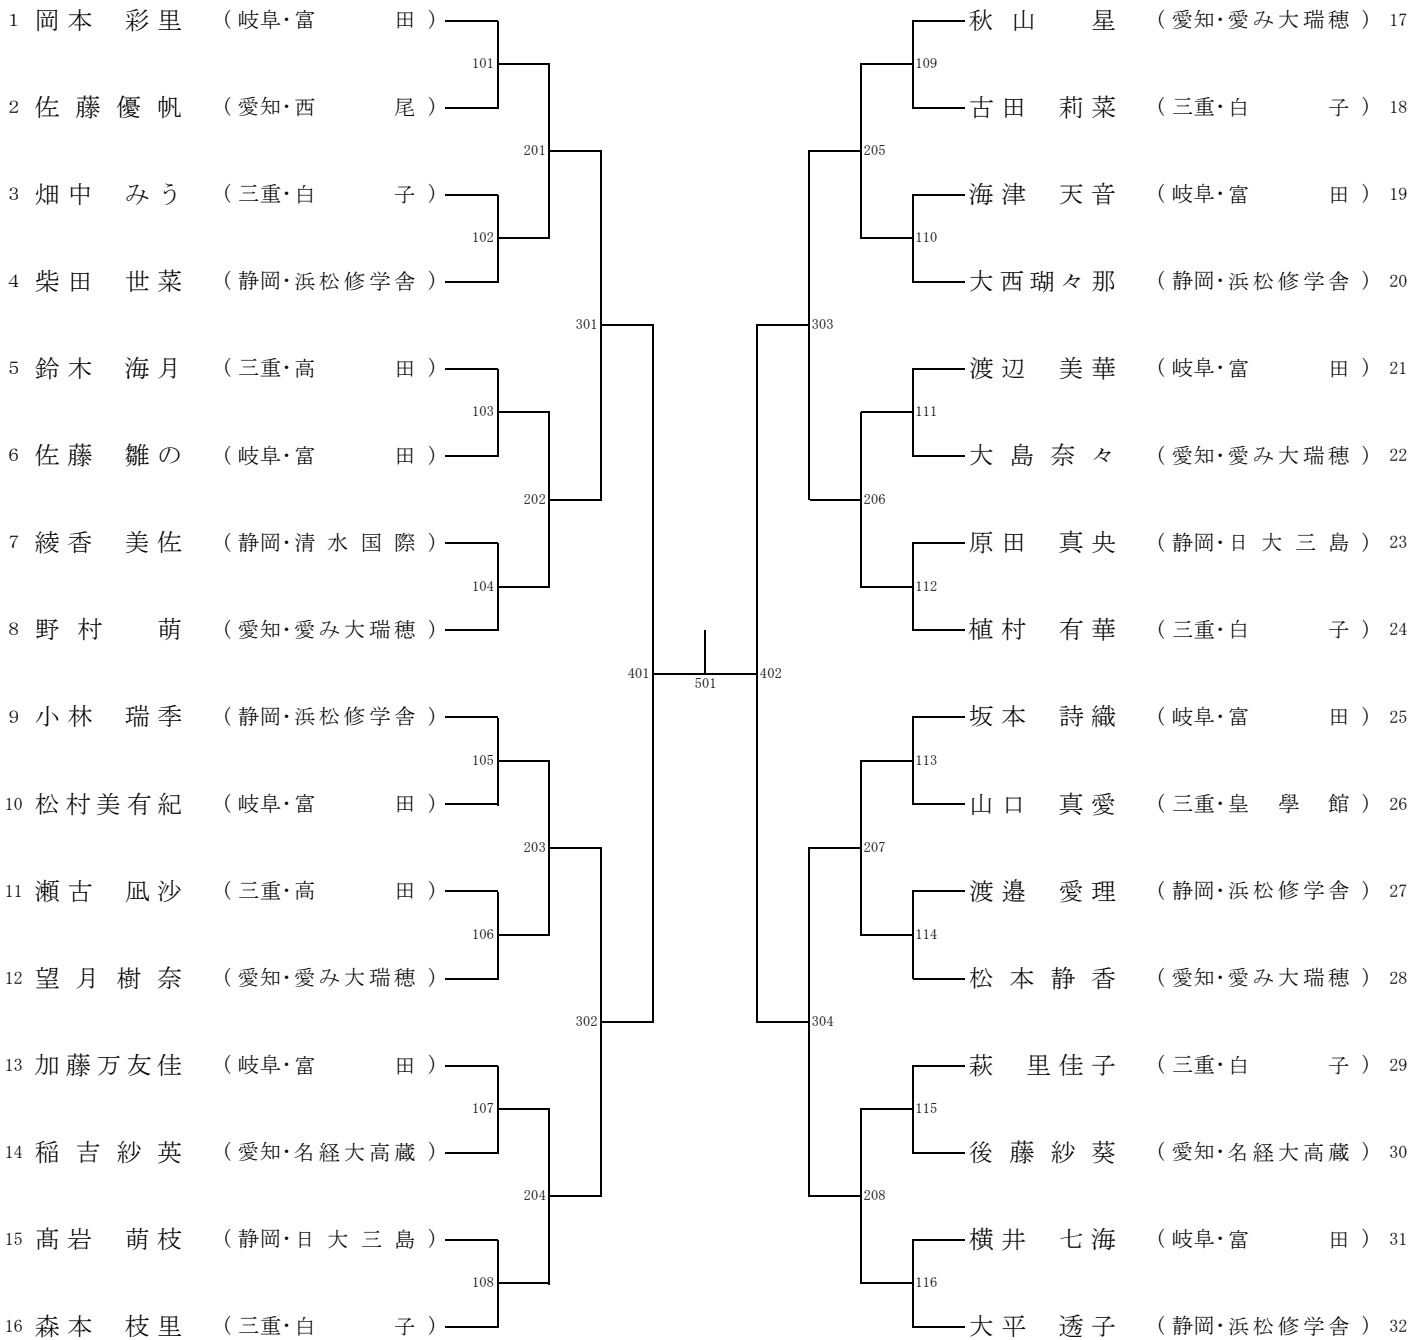 1 岡本 彩里 (岐阜・富田)
2 佐藤優帆 (愛知・西尾)
3 畑中 みう (三重・白子)
4 柴田 世菜 (静岡・浜松修学舎)
5 鈴木 海月 (三重・高田)
6 佐藤 雛の (岐阜・富田)
7 綾香 美佐 (静岡・清水国際)
8 野村 萌 (愛知・愛み大瑞穂)
9 小林 瑞季 (静岡・浜松修学舎)
10 松村美有紀 (岐阜・富田)
11 瀬古 凪沙 (三重・高田)
12 望月樹奈 (愛知・愛み大瑞穂)
13 加藤万友佳 (岐阜・富田)
14 稲吉紗英 (愛知・名経大高蔵)
15 髙岩 萌枝 (静岡・日大三島)
16 森本 枝里 (三重・白子)
101
102
103
104
105
106
107
108
201
202
203
204
301
302
401
501
402
303
304
205
206
207
208
109
110
111
112
113
114
115
116
秋山 星 (愛知・愛み大瑞穂) 17
古田 莉菜 (三重・白子) 18
海津 天音 (岐阜・富田) 19
大西瑚々那 (静岡・浜松修学舎) 20
渡辺 美華 (岐阜・富田) 21
大島奈々 (愛知・愛み大瑞穂) 22
原田 真央 (静岡・日大三島) 23
植村 有華 (三重・白子) 24
坂本 詩織 (岐阜・富田) 25
山口 真愛 (三重・皇學館) 26
渡邉 愛理 (静岡・浜松修学舎) 27
松本静香 (愛知・愛み大瑞穂) 28
萩 里佳子 (三重・白子) 29
後藤紗葵 (愛知・名経大高蔵) 30
横井 七海 (岐阜・富田) 31
大平 透子 (静岡・浜松修学舎) 32